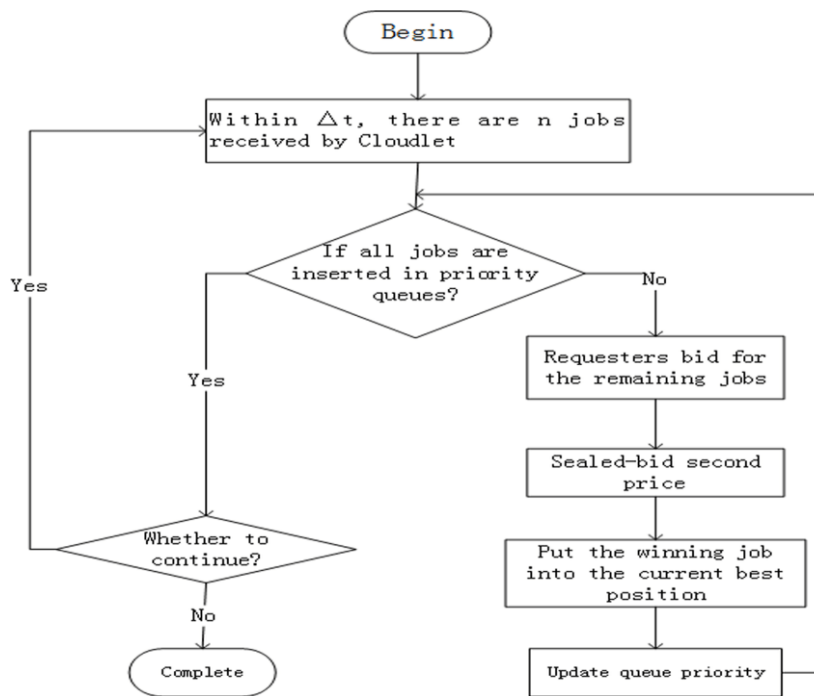 Begin
Within △t, there are n jobs
received by Cloudlet
If all jobs are
inserted in priority
queues?
Yes
No
Requesters bid for
the remaining jobs
Yes
Sealed-bid second
price
Whether to
continue?
Put the winning job
into the current best
position
No
Complete
Update queue priority